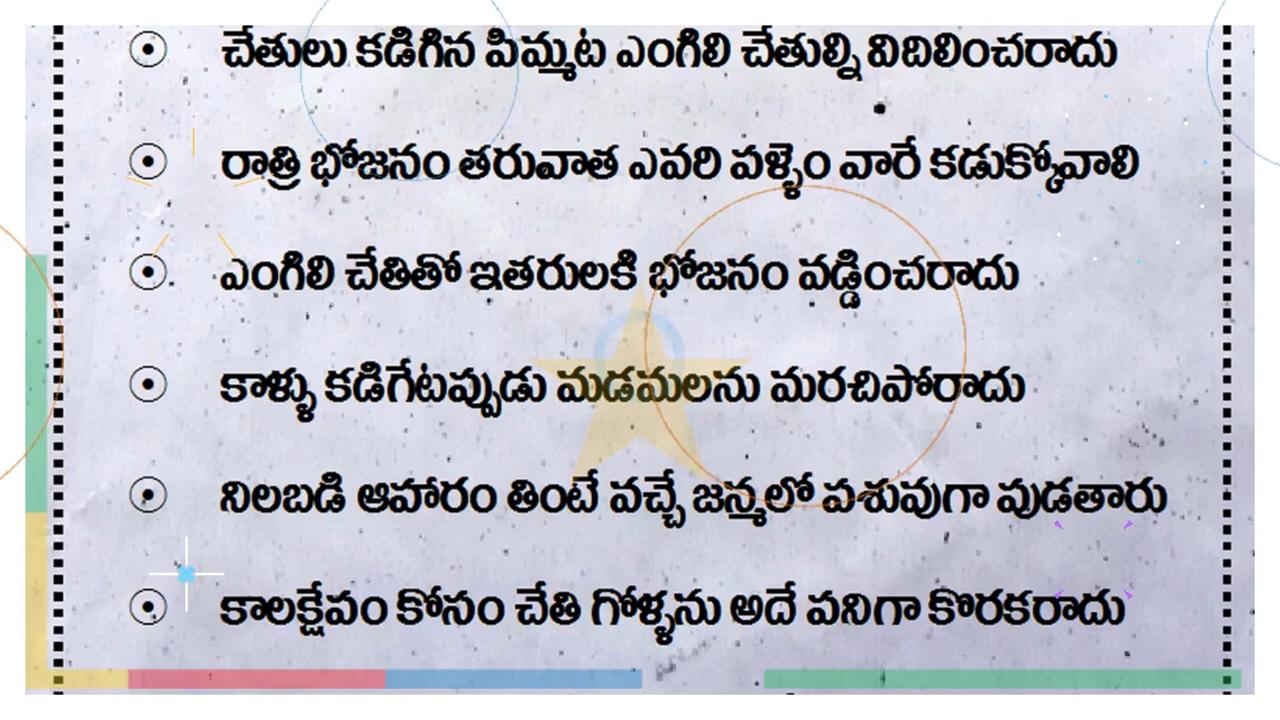 చేతులు కడిగిన పిమ్మట ఎంగిలి చేతుల్ని విదిలించరాదు
రాత్రి భోజనం తరువాత ఎవరి పళ్ళెం వారే కడుక్కోవాలి
ఎంగిలి చేతితో ఇతరులకి భోజనం వడ్డించరాదు
కాళ్ళు కడిగేటప్పుడు మడమలను మరచిపోరాదు
నిలబడి ఆహారం తింటే వచ్చే జన్మలో పశువుగా పుడతారు
కాలక్షేపం కోసం చేతి గోళ్ళను అదే పనిగా కొరకరాదు